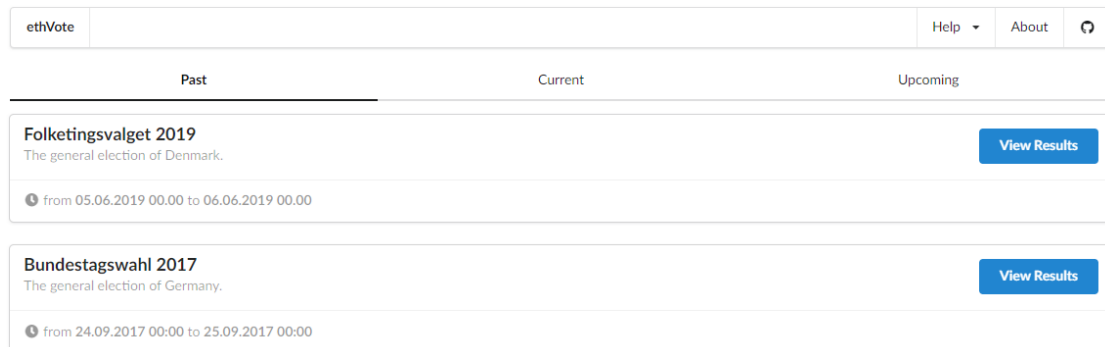 ethVote Help About
Past Current Upcoming
Folketingsvalget 2019
The general election of Denmark.
View Results
from 05.06.2019 00.00 to 06.06.2019 00.00
Bundestagswahl 2017
The general election of Germany.
View Results
from 24.09.2017 00:00 to 25.09.2017 00:00